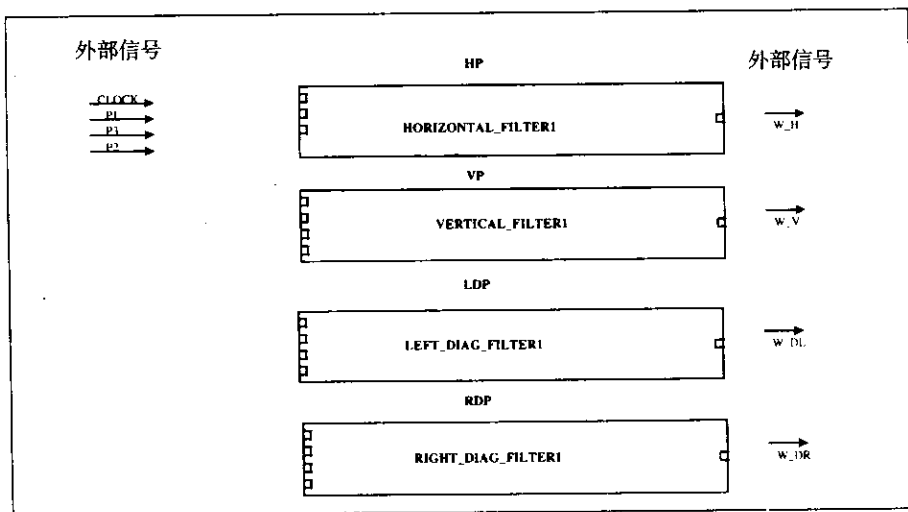 外部信号
HP
外部信号
CLOCK
P1
P3
P2
HORIZONTAL_FILTER1
W_H
VP
VERTICAL_FILTER1
W_V
LDP
LEFT_DIAG_FILTER1
W_DL
RDP
RIGHT_DIAG_FILTER1
W_DR